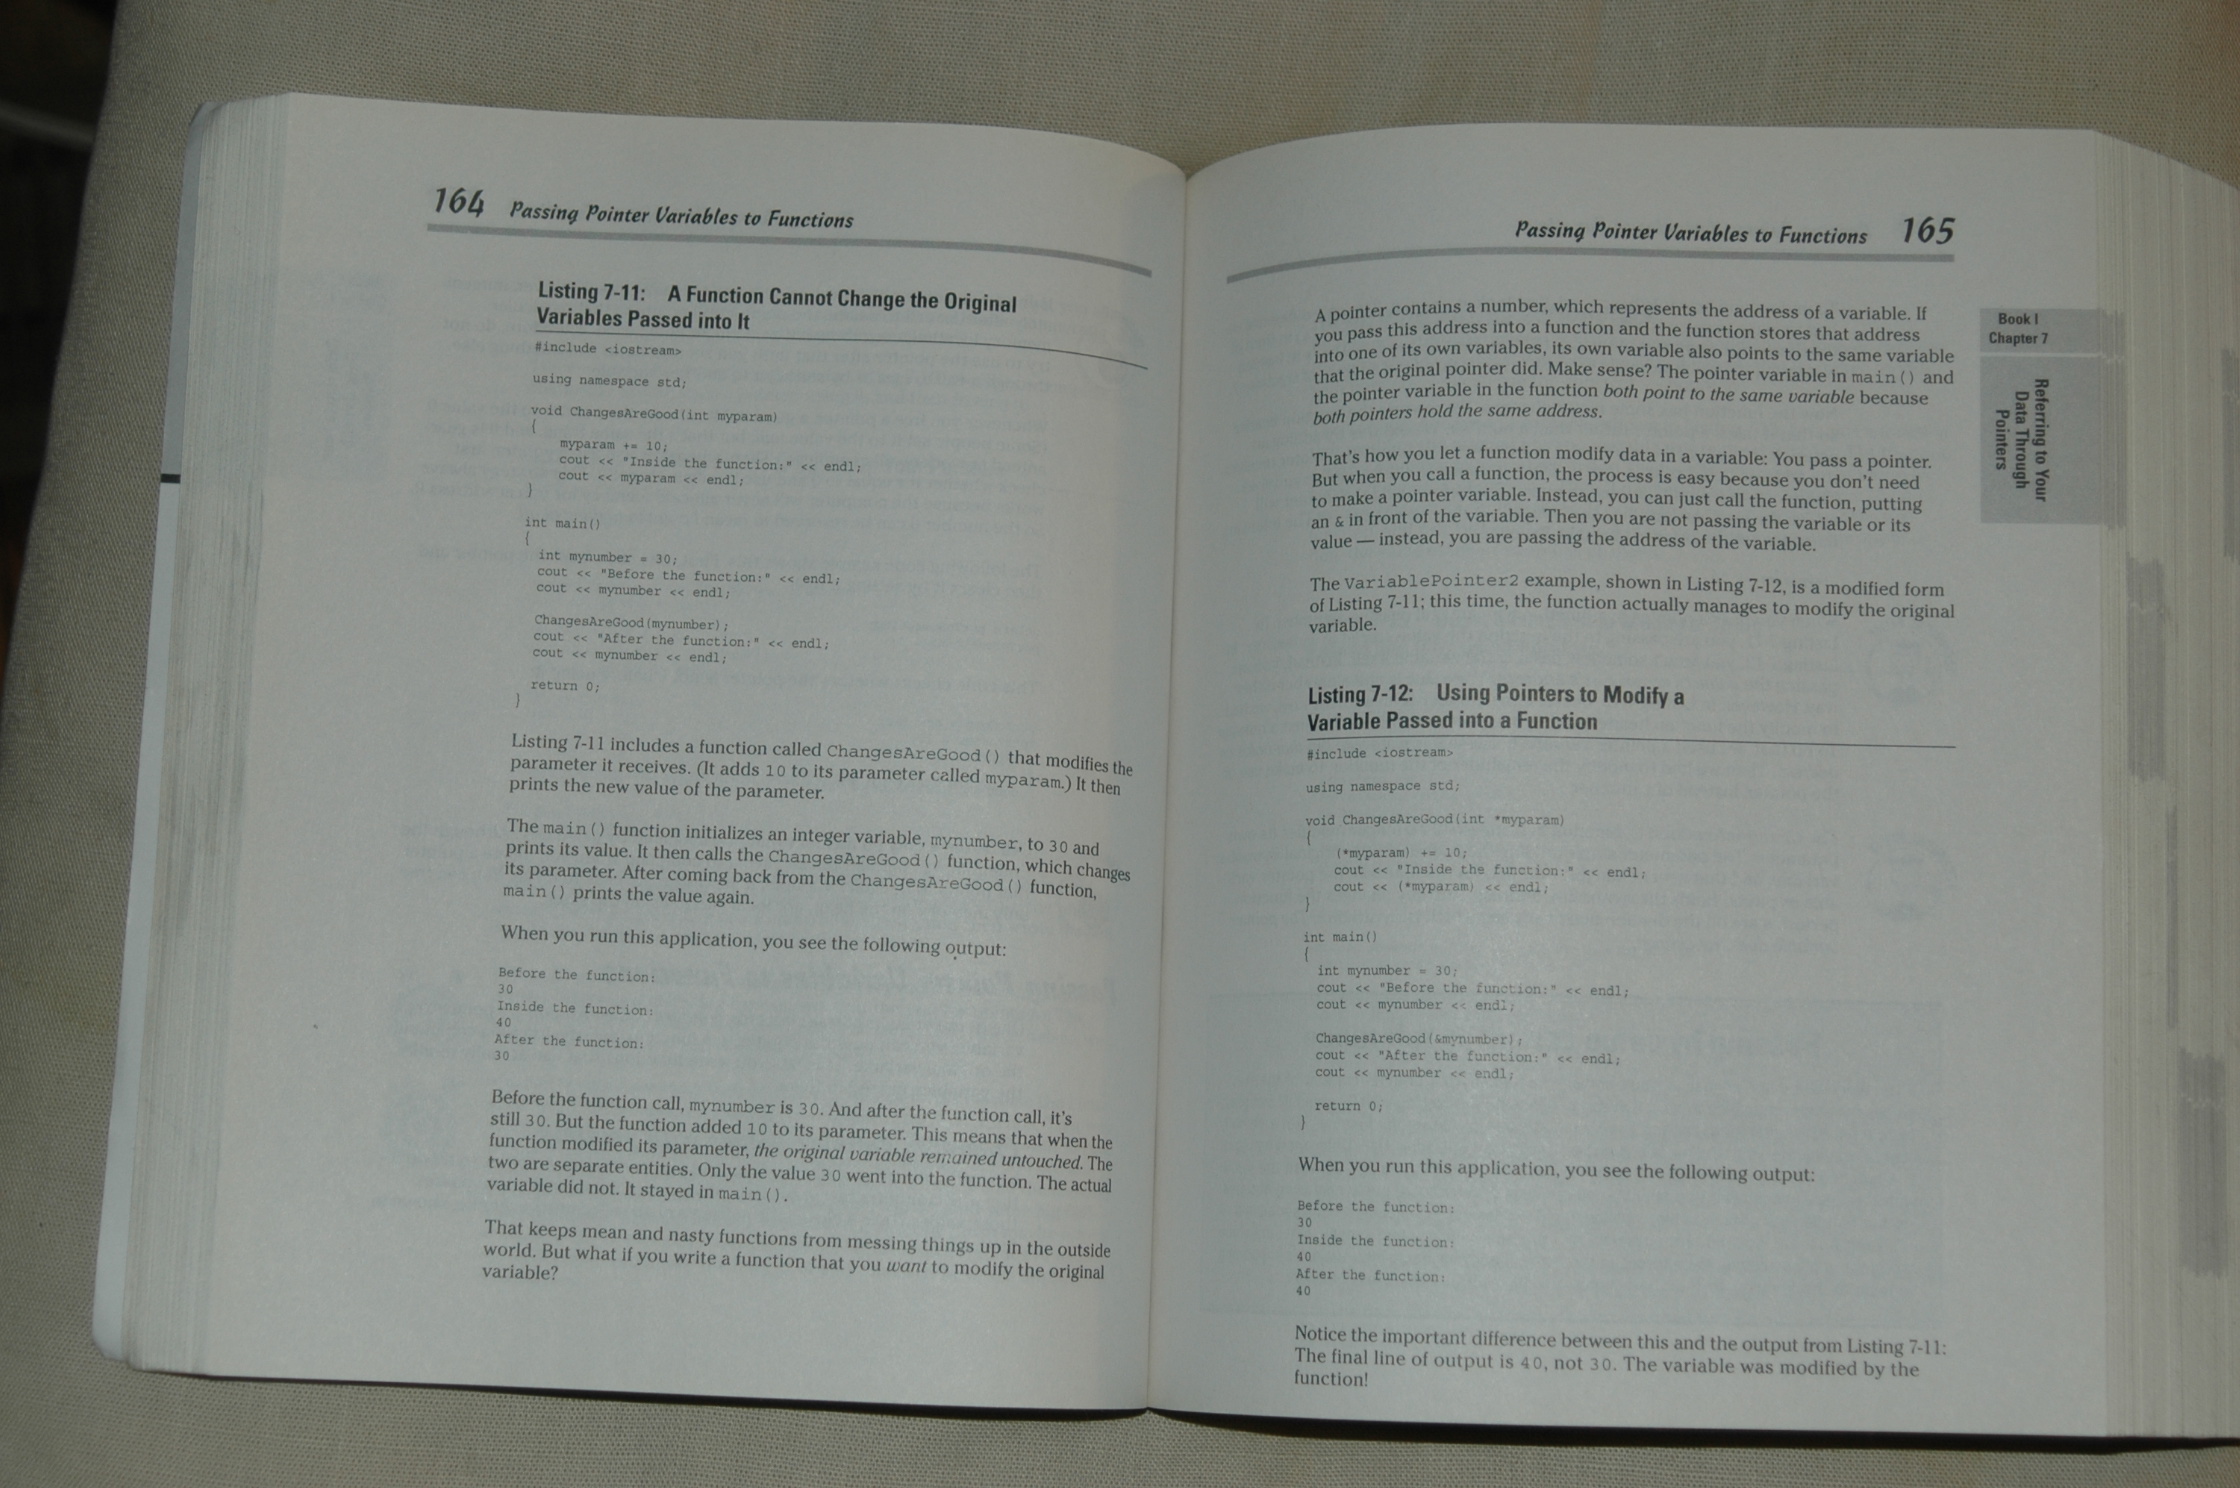 164 Passing Pointer Variables to Functions
Listing 7-11: A Function Cannot Change the Original
Variables Passed into It
#include <iostream>
using namespace std;
void ChangesAreGood(int myparam)
{
myparam += 10;
cout << "Inside the function:" << endl;
cout << myparam << endl;
}
int main()
{
int mynumber = 30;
cout << "Before the function:" << endl;
cout << mynumber << endl;
ChangesAreGood(mynumber);
cout << "After the function:" << endl;
cout << mynumber << endl;
return 0;
}
Listing 7-11 includes a function called ChangesAreGood() that modifies the
parameter it receives. (It adds 10 to its parameter called myparam.) It then
prints the new value of the parameter.
The main() function initializes an integer variable, mynumber, to 30 and
prints its value. It then calls the ChangesAreGood() function, which changes
its parameter. After coming back from the ChangesAreGood() function,
main() prints the value again.
When you run this application, you see the following output:
Before the function:
30
Inside the function:
40
After the function:
30
Before the function call, mynumber is 30. And after the function call, it's
still 30. But the function added 10 to its parameter. This means that when the
function modified its parameter, the original variable remained untouched. The
two are separate entities. Only the value 30 went into the function. The actual
variable did not. It stayed in main().
That keeps mean and nasty functions from messing things up in the outside
world. But what if you write a function that you want to modify the original
variable?
Passing Pointer Variables to Functions 165
A pointer contains a number, which represents the address of a variable. If
you pass this address into a function and the function stores that address
into one of its own variables, its own variable also points to the same variable
that the original pointer did. Make sense? The pointer variable in main() and
the pointer variable in the function both point to the same variable because
both pointers hold the same address.
That's how you let a function modify data in a variable: You pass a pointer.
But when you call a function, the process is easy because you don't need
to make a pointer variable. Instead, you can just call the function, putting
an & in front of the variable. Then you are not passing the variable or its
value — instead, you are passing the address of the variable.
The VariablePointer2 example, shown in Listing 7-12, is a modified form
of Listing 7-11; this time, the function actually manages to modify the original
variable.
Listing 7-12: Using Pointers to Modify a
Variable Passed into a Function
#include <iostream>
using namespace std;
void ChangesAreGood(int *myparam)
{
(*myparam) += 10;
cout << "Inside the function:" << endl;
cout << (*myparam) << endl;
}
int main()
{
int mynumber = 30;
cout << "Before the function:" << endl;
cout << mynumber << endl;
ChangesAreGood(&mynumber);
cout << "After the function:" << endl;
cout << mynumber << endl;
return 0;
}
When you run this application, you see the following output:
Before the function:
30
Inside the function:
40
After the function:
40
Notice the important difference between this and the output from Listing 7-11:
The final line of output is 40, not 30. The variable was modified by the
function!
Book I
Chapter 7
Referring to Your
Data Through
Pointers